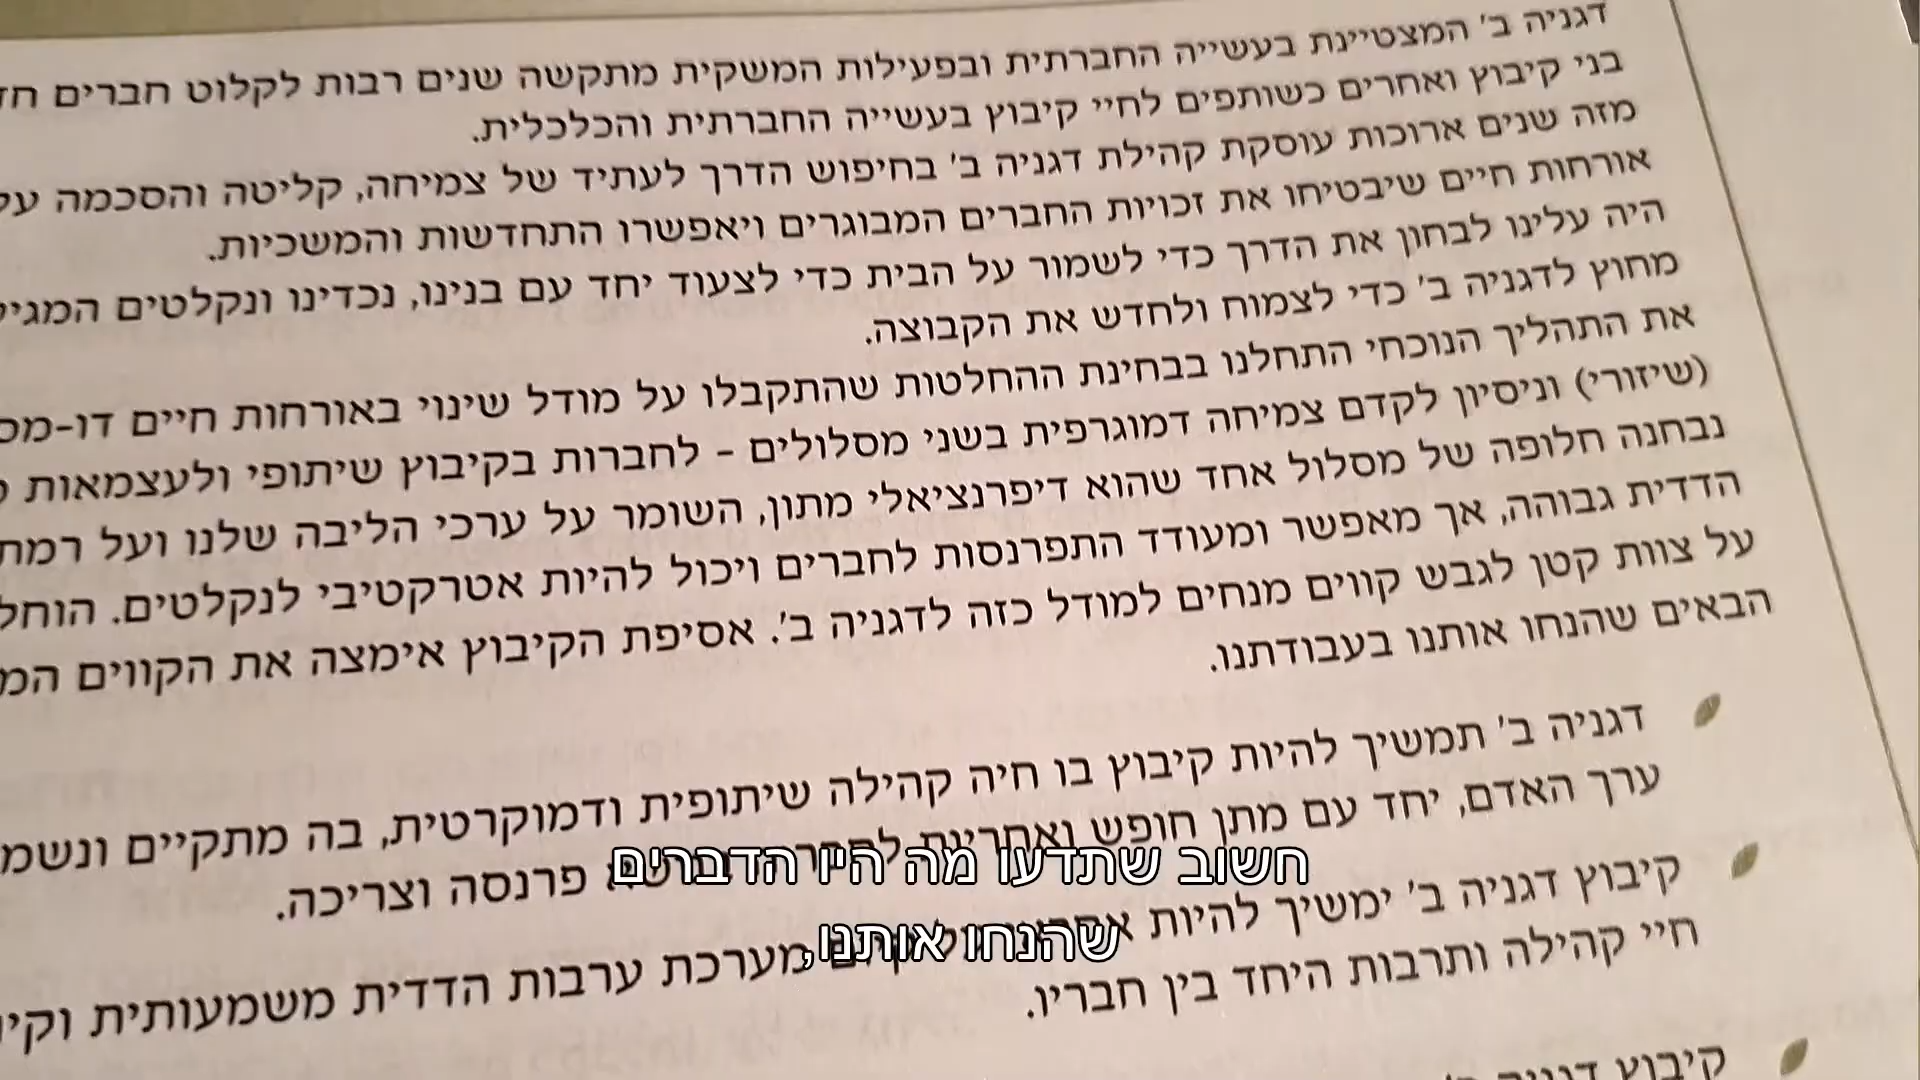 דגניה ב' המצטיינת בעשייה החברתית ובפעילות המשקית מתקשה שנים רבות לקלוט חברים
בני קיבוץ ואחרים כשותפים לחיי קיבוץ בעשייה החברתית והכלכלית.
מזה שנים ארוכות עוסקת קהילת דגניה ב' בחיפוש הדרך לעתיד של צמיחה, קליטה והסכמה
אורחות חיים שיבטיחו את זכויות החברים המבוגרים ויאפשרו התחדשות והמשכיות.
היה עלינו לבחון את הדרך כדי לשמור על הבית כדי לצעוד יחד עם בנינו, נכדינו ונקלטים
מחוץ לדגניה ב' כדי לצמוח ולחדש את הקבוצה.
את התהליך הנוכחי התחלנו בבחינת ההחלטות שהתקבלו על מודל שינוי באורחות חיים
(שיזורי) וניסיון לקדם צמיחה דמוגרפית בשני מסלולים - לחברות בקיבוץ שיתופי ולעצמאות
נבחנה חלופה של מסלול אחד שהוא דיפרנציאלי מתון, השומר על ערכי הליבה שלנו ועל
הדדית גבוהה, אך מאפשר ומעודד התפרנסות לחברים ויכול להיות אטרקטיבי לנקלטים.
על צוות קטן לגבש קווים מנחים למודל כזה לדגניה ב'. אסיפת הקיבוץ אימצה את הקווים
הבאים שהנחו אותנו בעבודתנו.
דגניה ב' תמשיך להיות קיבוץ בו חיה קהילה שיתופית ודמוקרטית, בה מתקיים
ערך האדם, יחד עם מתן חופש ואחריות פרנסה וצריכה.
קיבוץ דגניה ב' ימשיך להיות מערכת ערבות הדדית משמעותית
חיי קהילה ותרבות היחד בין חבריו.
קיבוץ דגניה ב'
חשוב שתדעו מה היו הדברים
שהנחו אותנו,